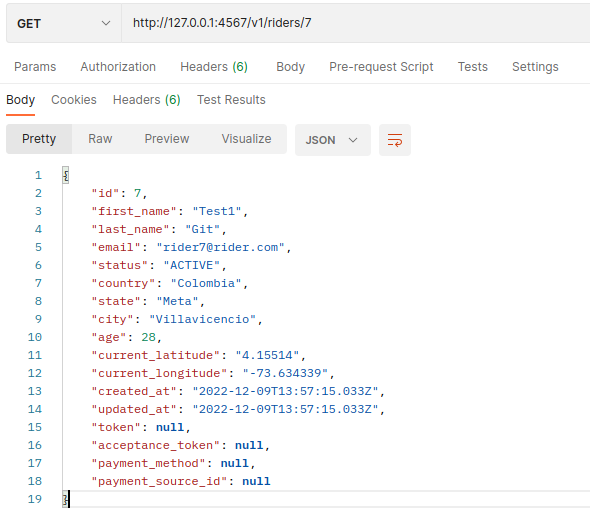 GET http://127.0.0.1:4567/v1/riders/7
Params Authorization Headers (6) Body Pre-request Script Tests Settings
Body Cookies Headers (6) Test Results
Pretty Raw Preview Visualize JSON
1 {
2 "id": 7,
3 "first_name": "Test1",
4 "last_name": "Git",
5 "email": "rider7@rider.com",
6 "status": "ACTIVE",
7 "country": "Colombia",
8 "state": "Meta",
9 "city": "Villavicencio",
10 "age": 28,
11 "current_latitude": "4.15514",
12 "current_longitude": "-73.634339",
13 "created_at": "2022-12-09T13:57:15.033Z",
14 "updated_at": "2022-12-09T13:57:15.033Z",
15 "token": null,
16 "acceptance_token": null,
17 "payment_method": null,
18 "payment_source_id": null
19 }